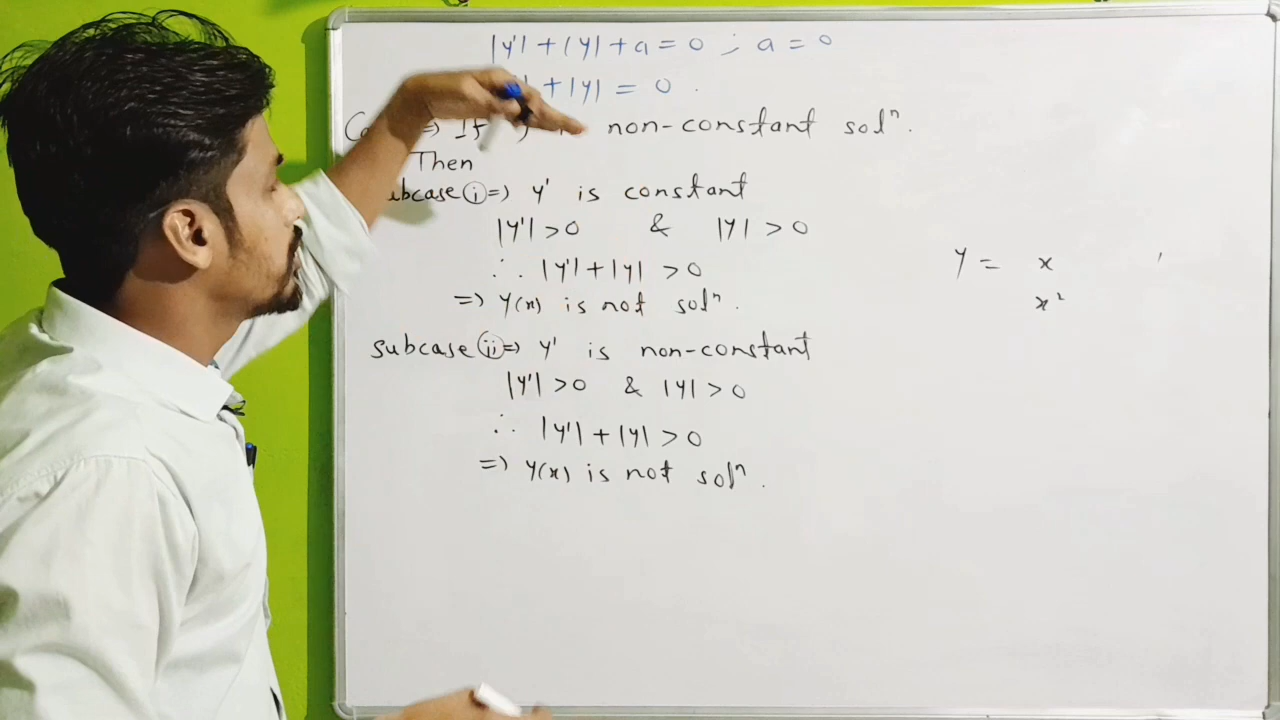 |y'| + |y| + a = 0 ; a = 0
| + |y| = 0 .
=> If y non-constant solⁿ.
Then
ubcase (i) => y' is constant
|y'| > 0 & |y| > 0
∴ |y'| + |y| > 0
=> y(x) is not solⁿ.
y = x
x²
subcase (ii) => y' is non-constant
|y'| > 0 & |y| > 0
∴ |y'| + |y| > 0
=> y(x) is not solⁿ.